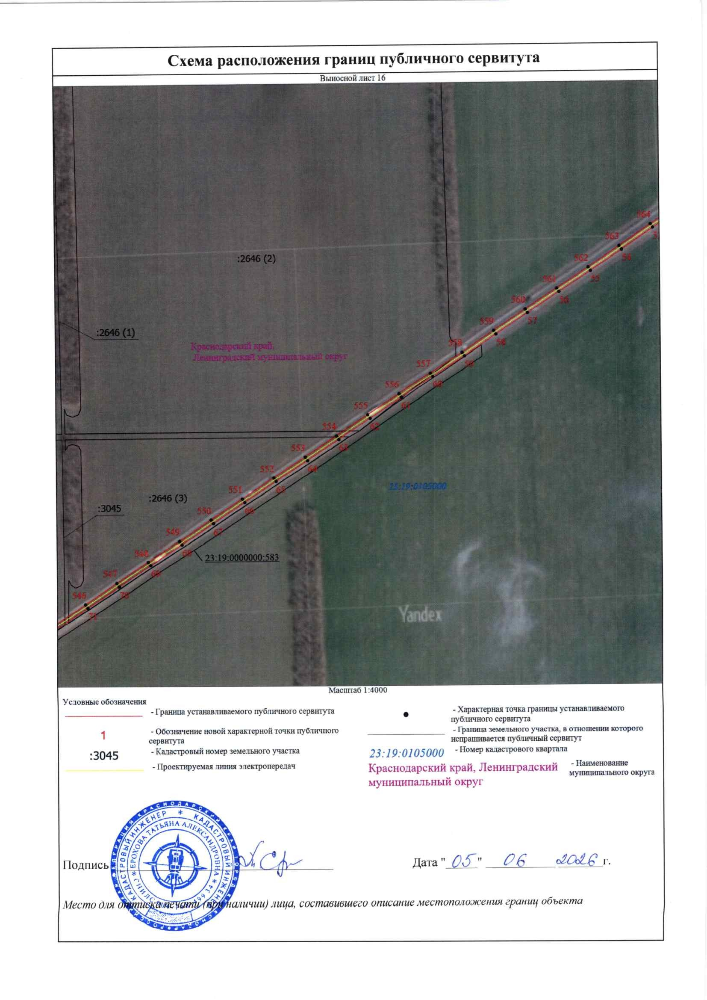 Схема расположения границ публичного сервитута
Выносной лист 16
564
563
54
562
55
:2646 (2)
561
56
560
57
559
:2646 (1)
58
558
Краснодарский край,
Ленинградский муниципальный округ
59
557
60
556
61
555
62
554
63
553
64
552
23:19:0105000
65
551
:2646 (3)
66
:3045
550
67
549
68
548
23:19:0000000:583
69
547
70
546
Yandex
71
Масштаб 1:4000
Условные обозначения
- Граница устанавливаемого публичного сервитута
- Характерная точка границы устанавливаемого
публичного сервитута
1
- Обозначение новой характерной точки публичного
сервитута
- Граница земельного участка, в отношении которого
испрашивается публичный сервитут
:3045
- Кадастровый номер земельного участка
23:19:0105000
- Номер кадастрового квартала
- Проектируемая линия электропередач
Краснодарский край, Ленинградский
муниципальный округ
- Наименование
муниципального округа
КАДАСТРОВЫЙ ИНЖЕНЕР * КАДАСТРОВЫЙ ИНЖЕНЕР
* ЕРОХОВА ТАТЬЯНА АЛЕКСАНДРОВНА *
Подпись
Дата "05" 06 2026 г.
Место для оттиска печати (при наличии) лица, составившего описание местоположения границ объекта